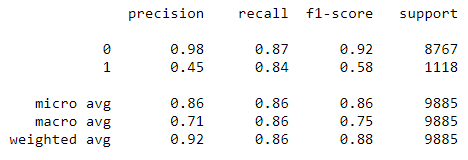 precision recall f1-score support
0 0.98 0.87 0.92 8767
1 0.45 0.84 0.58 1118
micro avg 0.86 0.86 0.86 9885
macro avg 0.71 0.86 0.75 9885
weighted avg 0.92 0.86 0.88 9885